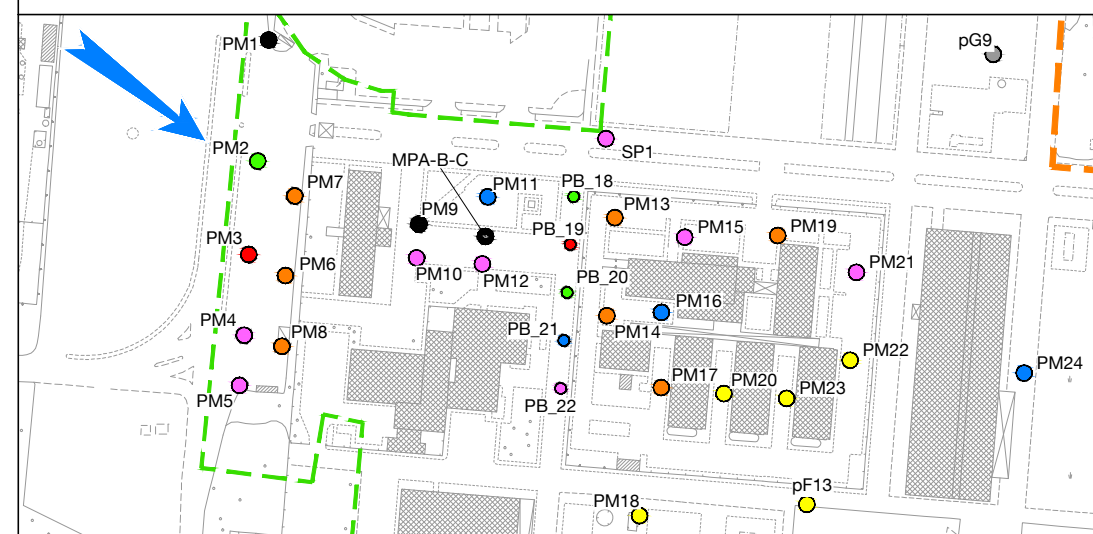 PM1
pG9
PM2
MPA-B-C
SP1
PM7
PM11
PB_18
PM9
PM13
PM3
PB_19
PM15
PM19
PM6
PM10
PM12
PB_20
PM21
PM4
PM8
PB_21
PM14
PM16
PM22
PM24
PM5
PB_22
PM17
PM20
PM23
PM18
pF13